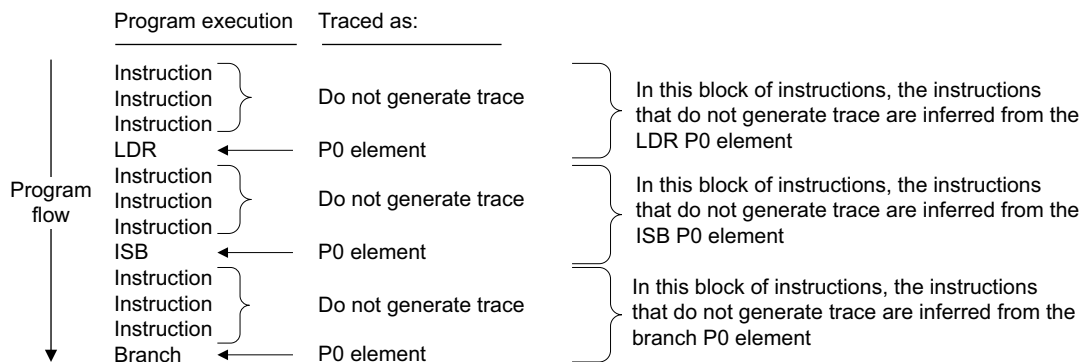 Program execution Traced as:
Instruction
Instruction Do not generate trace
Instruction
LDR P0 element
In this block of instructions, the instructions
that do not generate trace are inferred from the
LDR P0 element
Program
flow
Instruction
Instruction Do not generate trace
Instruction
ISB P0 element
In this block of instructions, the instructions
that do not generate trace are inferred from the
ISB P0 element
Instruction
Instruction Do not generate trace
Instruction
Branch P0 element
In this block of instructions, the instructions
that do not generate trace are inferred from the
branch P0 element